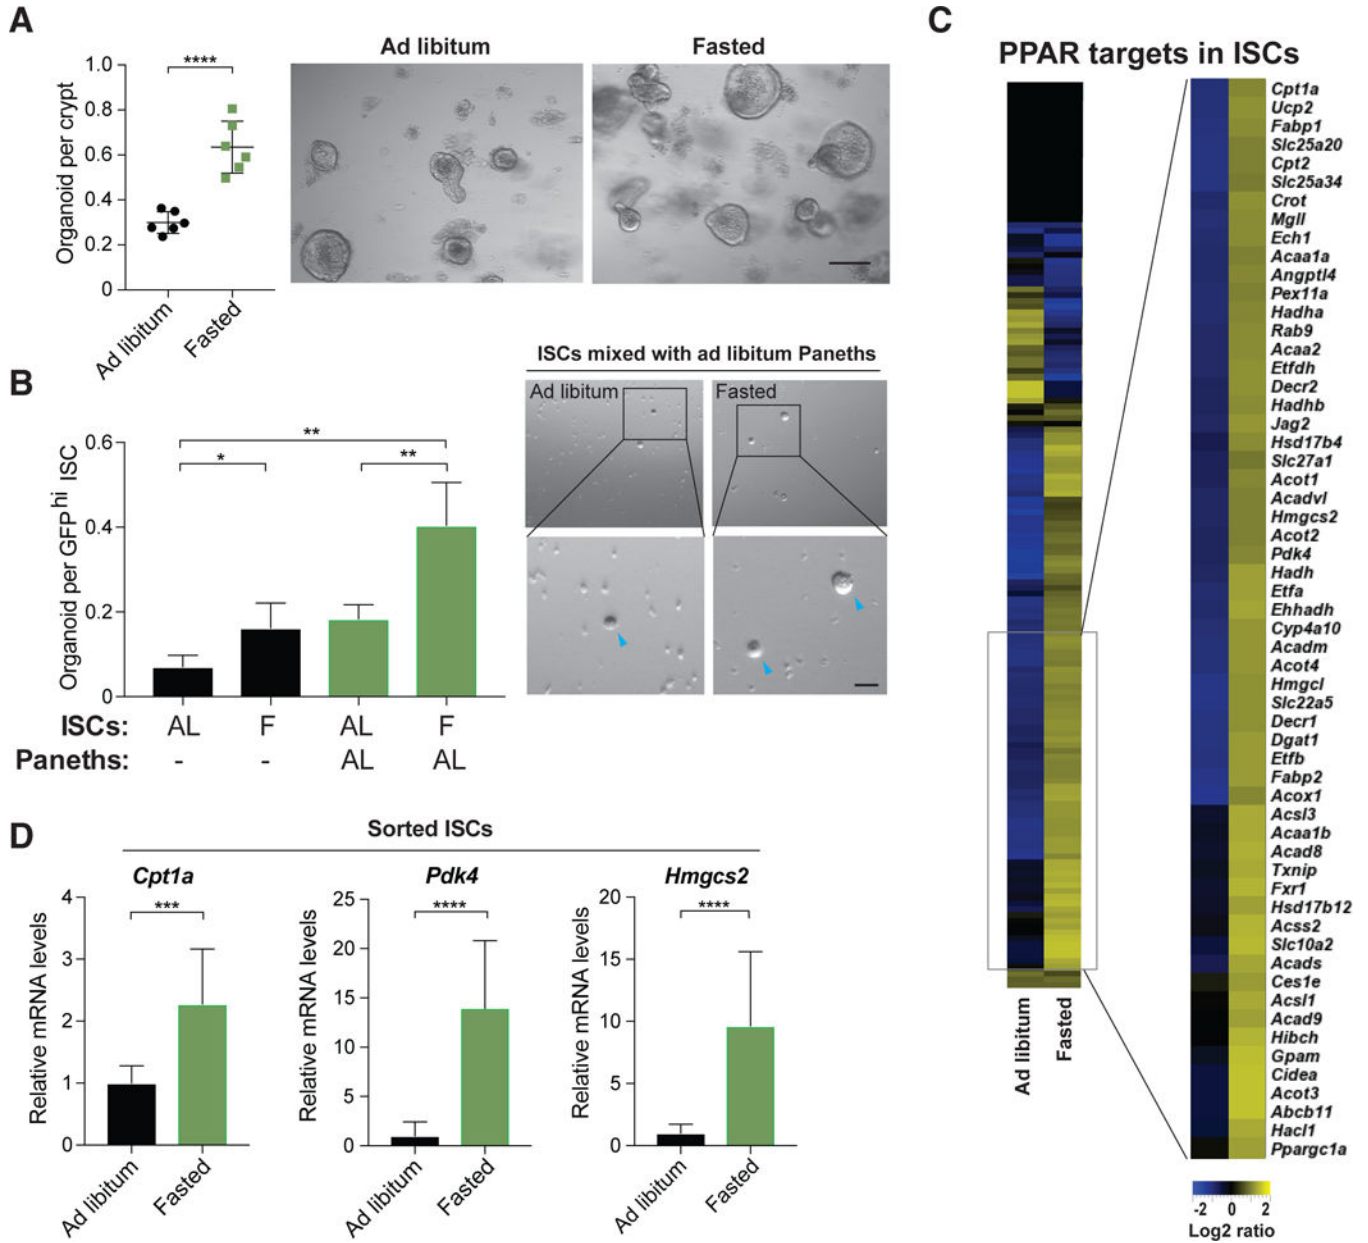 A
Ad libitum
Fasted
Organoid per crypt
1.0
0.8
0.6
0.4
0.2
0
****
Ad libitum
Fasted
B
Organoid per GFPhi ISC
0.6
0.4
0.2
0
**
*
**
ISCs: AL F AL F
Paneths: - - AL AL
ISCs mixed with ad libitum Paneths
Ad libitum
Fasted
C
PPAR targets in ISCs
Cpt1a
Ucp2
Fabp1
Slc25a20
Cpt2
Slc25a34
Crot
Mgll
Ech1
Acaa1a
Angptl4
Pex11a
Hadha
Rab9
Acaa2
Etfdh
Decr2
Hadhb
Jag2
Hsd17b4
Slc27a1
Acot1
Acadvl
Hmgcs2
Acot2
Pdk4
Hadh
Etfa
Ehhadh
Cyp4a10
Acadm
Acot4
Hmgcl
Slc22a5
Decr1
Dgat1
Etfb
Fabp2
Acox1
Acsl3
Acaa1b
Acad8
Txnip
Fxr1
Hsd17b12
Acss2
Slc10a2
Acads
Ces1e
Acsl1
Acad9
Hibch
Gpam
Cidea
Acot3
Abcb11
Hacl1
Ppargc1a
Ad libitum
Fasted
-2 0 2
Log2 ratio
D
Sorted ISCs
Cpt1a
Relative mRNA levels
4
3
2
1
0
***
Ad libitum
Fasted
Pdk4
Relative mRNA levels
25
20
15
10
5
0
****
Ad libitum
Fasted
Hmgcs2
Relative mRNA levels
20
15
10
5
0
****
Ad libitum
Fasted